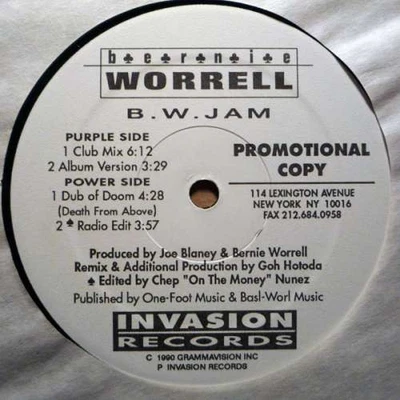 b♠e♠r♠n♠i♠e
WORRELL
B.W.JAM
PURPLE SIDE
1 Club Mix 6:12
2 Album Version 3:29
POWER SIDE
1 Dub of Doom 4:28
(Death From Above)
2 ♠ Radio Edit 3:57
PROMOTIONAL
COPY
114 LEXINGTON AVENUE
NEW YORK NY 10016
FAX 212.684.0958
Produced by Joe Blaney & Bernie Worrell
Remix & Additional Production by Goh Hotoda
♠ Edited by Chep "On The Money" Nunez
Published by One-Foot Music & Basl-Worl Music
INVASION
RECORDS
C 1990 GRAMMAVISION INC
P INVASION RECORDS